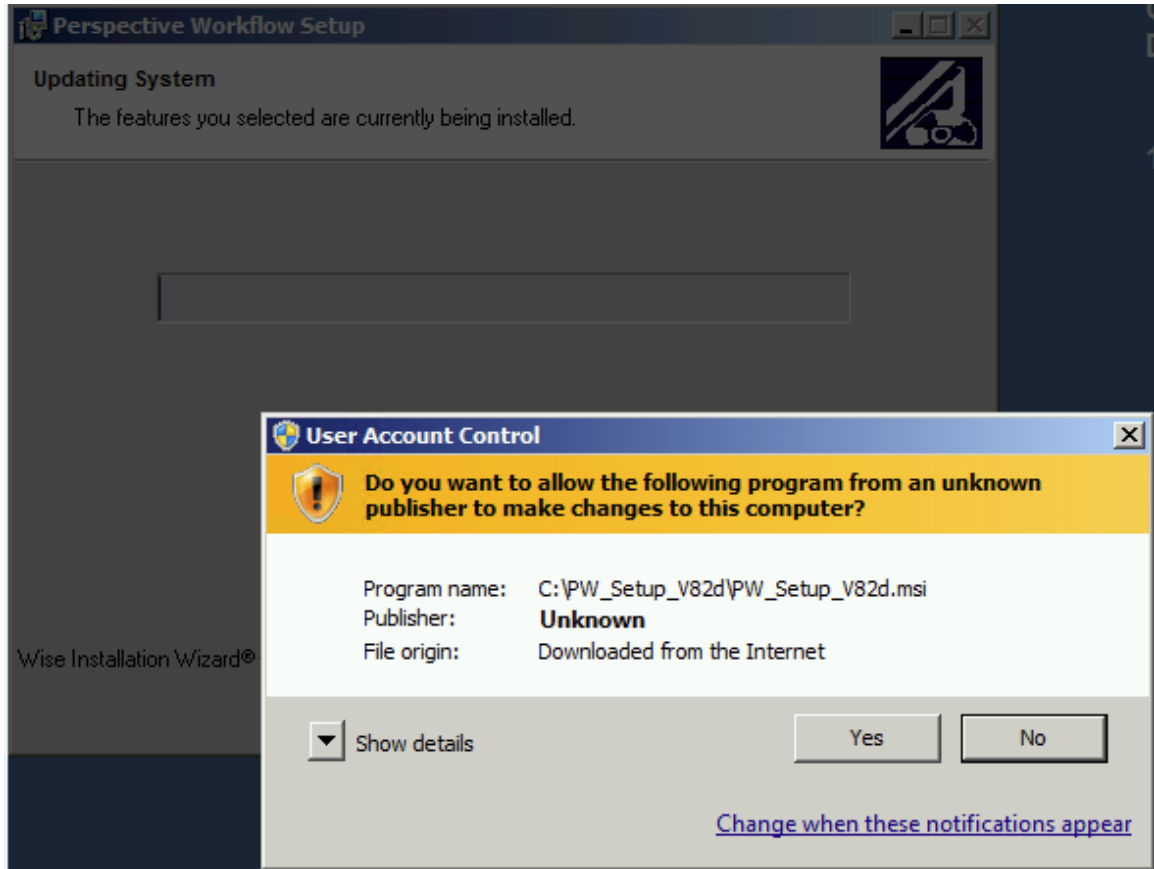 Perspective Workflow Setup
Updating System
The features you selected are currently being installed.
User Account Control
Do you want to allow the following program from an unknown
publisher to make changes to this computer?
Program name: C:\PW_Setup_V82d\PW_Setup_V82d.msi
Publisher: Unknown
File origin: Downloaded from the Internet
Wise Installation Wizard®
Show details Yes No
Change when these notifications appear